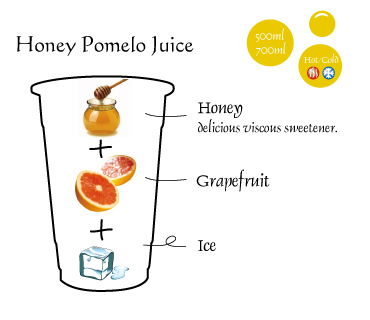 Honey Pomelo Juice
500ml
700ml
Hot/Cold
Honey
delicious viscous sweetener.
+
Grapefruit
+
Ice